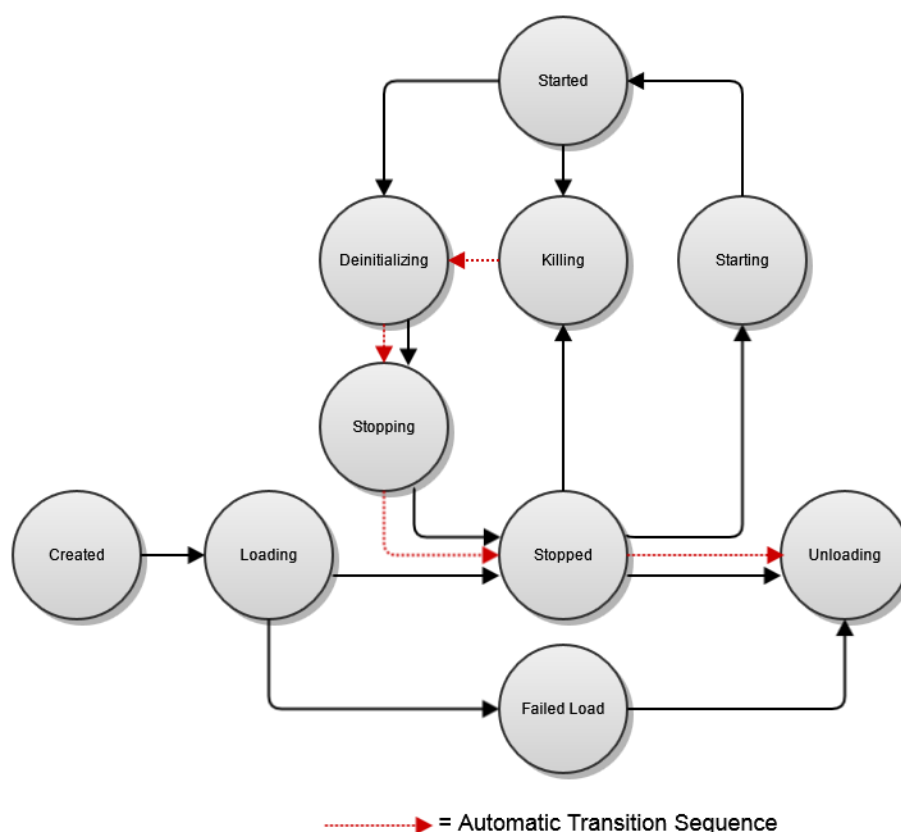 Started
Deinitializing
Killing
Starting
Stopping
Created
Loading
Stopped
Unloading
Failed Load
= Automatic Transition Sequence